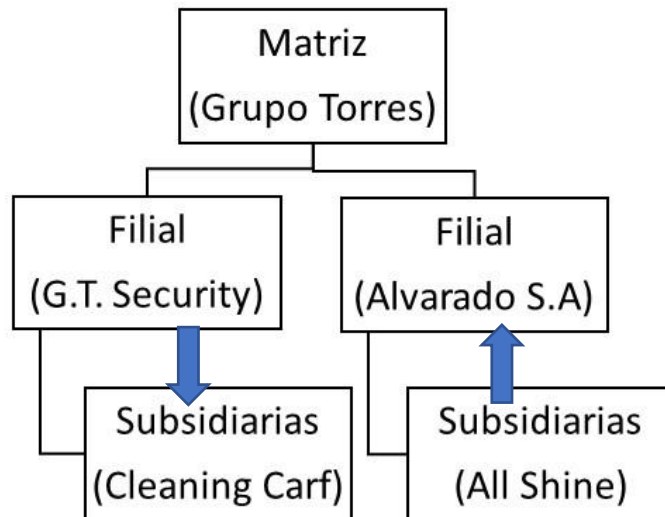 Matriz
(Grupo Torres)
Filial
(G.T. Security)
Filial
(Alvarado S.A)
Subsidiarias
(Cleaning Carf)
Subsidiarias
(All Shine)